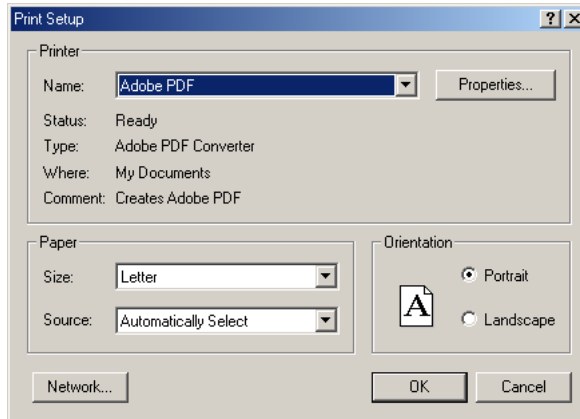 Print Setup ? X
Printer
Name: Adobe PDF Properties...
Status: Ready
Type: Adobe PDF Converter
Where: My Documents
Comment: Creates Adobe PDF
Paper Orientation
Size: Letter Portrait
A
Source: Automatically Select Landscape
Network... OK Cancel